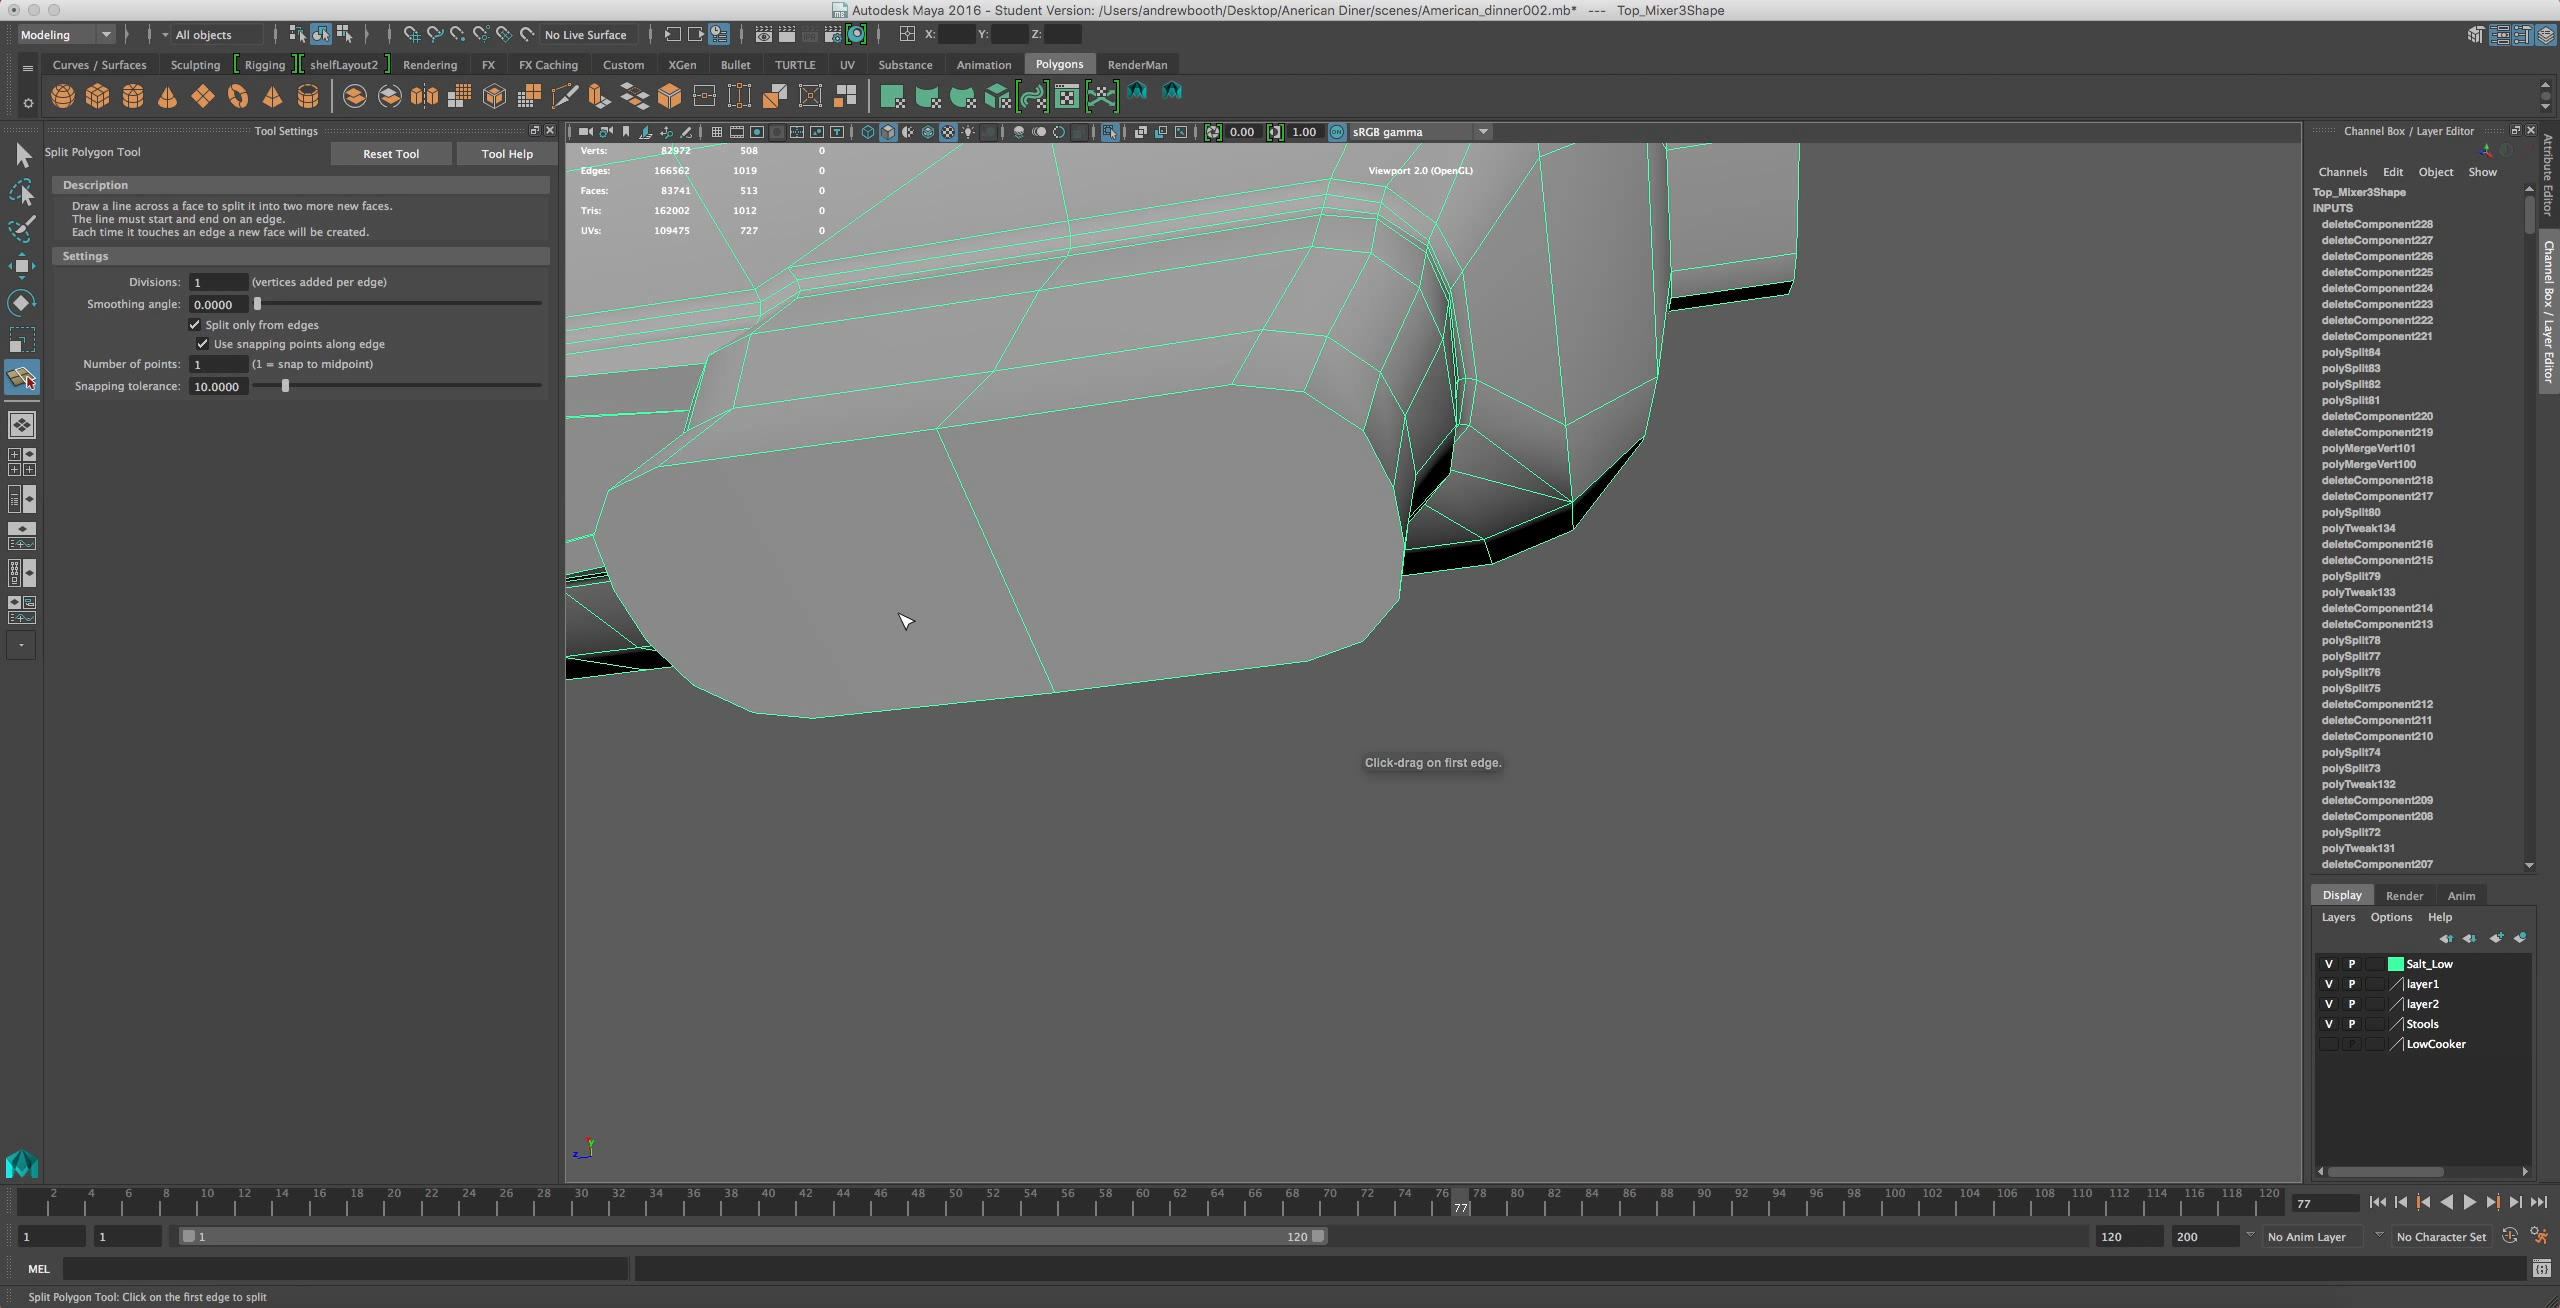 Autodesk Maya 2016 - Student Version: /Users/andrewbooth/Desktop/Anerican Diner/scenes/American_dinner002.mb* --- Top_Mixer3Shape
Modeling All objects No Live Surface X: Y: Z:
Curves / Surfaces Sculpting Rigging shelfLayout2 Rendering FX FX Caching Custom XGen Bullet TURTLE UV Substance Animation Polygons RenderMan
Tool Settings
Split Polygon Tool Reset Tool Tool Help
Description
Draw a line across a face to split it into two more new faces.
The line must start and end on an edge.
Each time it touches an edge a new face will be created.
Settings
Divisions: 1 (vertices added per edge)
Smoothing angle: 0.0000
Split only from edges
Use snapping points along edge
Number of points: 1 (1 = snap to midpoint)
Snapping tolerance: 10.0000
0.00 1.00 ON sRGB gamma
Verts: 82972 508 0
Edges: 166562 1019 0
Faces: 83741 513 0
Tris: 162002 1012 0
UVs: 109475 727 0
Viewport 2.0 (OpenGL)
Click-drag on first edge.
y
z
Channel Box / Layer Editor
Channels Edit Object Show
Top_Mixer3Shape
INPUTS
deleteComponent228
deleteComponent227
deleteComponent226
deleteComponent225
deleteComponent224
deleteComponent223
deleteComponent222
deleteComponent221
polySplit84
polySplit83
polySplit82
polySplit81
deleteComponent220
deleteComponent219
polyMergeVert101
polyMergeVert100
deleteComponent218
deleteComponent217
polySplit80
polyTweak134
deleteComponent216
deleteComponent215
polySplit79
polyTweak133
deleteComponent214
deleteComponent213
polySplit78
polySplit77
polySplit76
polySplit75
deleteComponent212
deleteComponent211
deleteComponent210
polySplit74
polySplit73
polyTweak132
deleteComponent209
deleteComponent208
polySplit72
polyTweak131
deleteComponent207
Attribute Editor
Channel Box / Layer Editor
Display Render Anim
Layers Options Help
V P Salt_Low
V P layer1
V P layer2
V P Stools
P LowCooker
2 4 6 8 10 12 14 16 18 20 22 24 26 28 30 32 34 36 38 40 42 44 46 48 50 52 54 56 58 60 62 64 66 68 70 72 74 76 78 80 82 84 86 88 90 92 94 96 98 100 102 104 106 108 110 112 114 116 118 120
77 77
1 1 1 120 120 200 No Anim Layer No Character Set
MEL
Split Polygon Tool: Click on the first edge to split